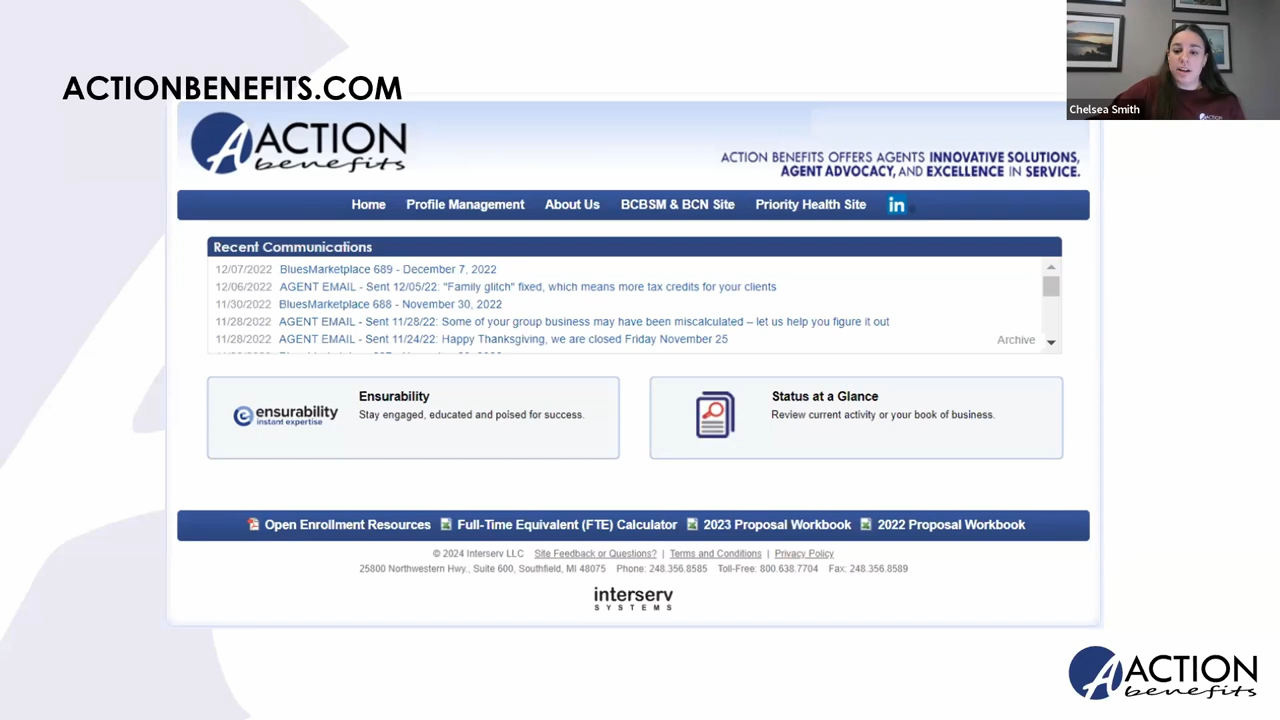 ACTIONBENEFITS.COM
Chelsea Smith
ACTION
ACTION
benefits
ACTION BENEFITS OFFERS AGENTS INNOVATIVE SOLUTIONS,
AGENT ADVOCACY, AND EXCELLENCE IN SERVICE.
Home Profile Management About Us BCBSM & BCN Site Priority Health Site in
Recent Communications
12/07/2022 BluesMarketplace 689 - December 7, 2022
12/06/2022 AGENT EMAIL - Sent 12/05/22: "Family glitch" fixed, which means more tax credits for your clients
11/30/2022 BluesMarketplace 688 - November 30, 2022
11/28/2022 AGENT EMAIL - Sent 11/28/22: Some of your group business may have been miscalculated – let us help you figure it out
11/28/2022 AGENT EMAIL - Sent 11/24/22: Happy Thanksgiving, we are closed Friday November 25
Archive
e ensurability
instant expertise
Ensurability
Stay engaged, educated and poised for success.
Status at a Glance
Review current activity or your book of business.
Open Enrollment Resources Full-Time Equivalent (FTE) Calculator 2023 Proposal Workbook 2022 Proposal Workbook
© 2024 Interserv LLC Site Feedback or Questions? | Terms and Conditions | Privacy Policy
25800 Northwestern Hwy., Suite 600, Southfield, MI 48075 Phone: 248.356.8585 Toll-Free: 800.638.7704 Fax: 248.356.8589
interserv
SYSTEMS
A ACTION
benefits